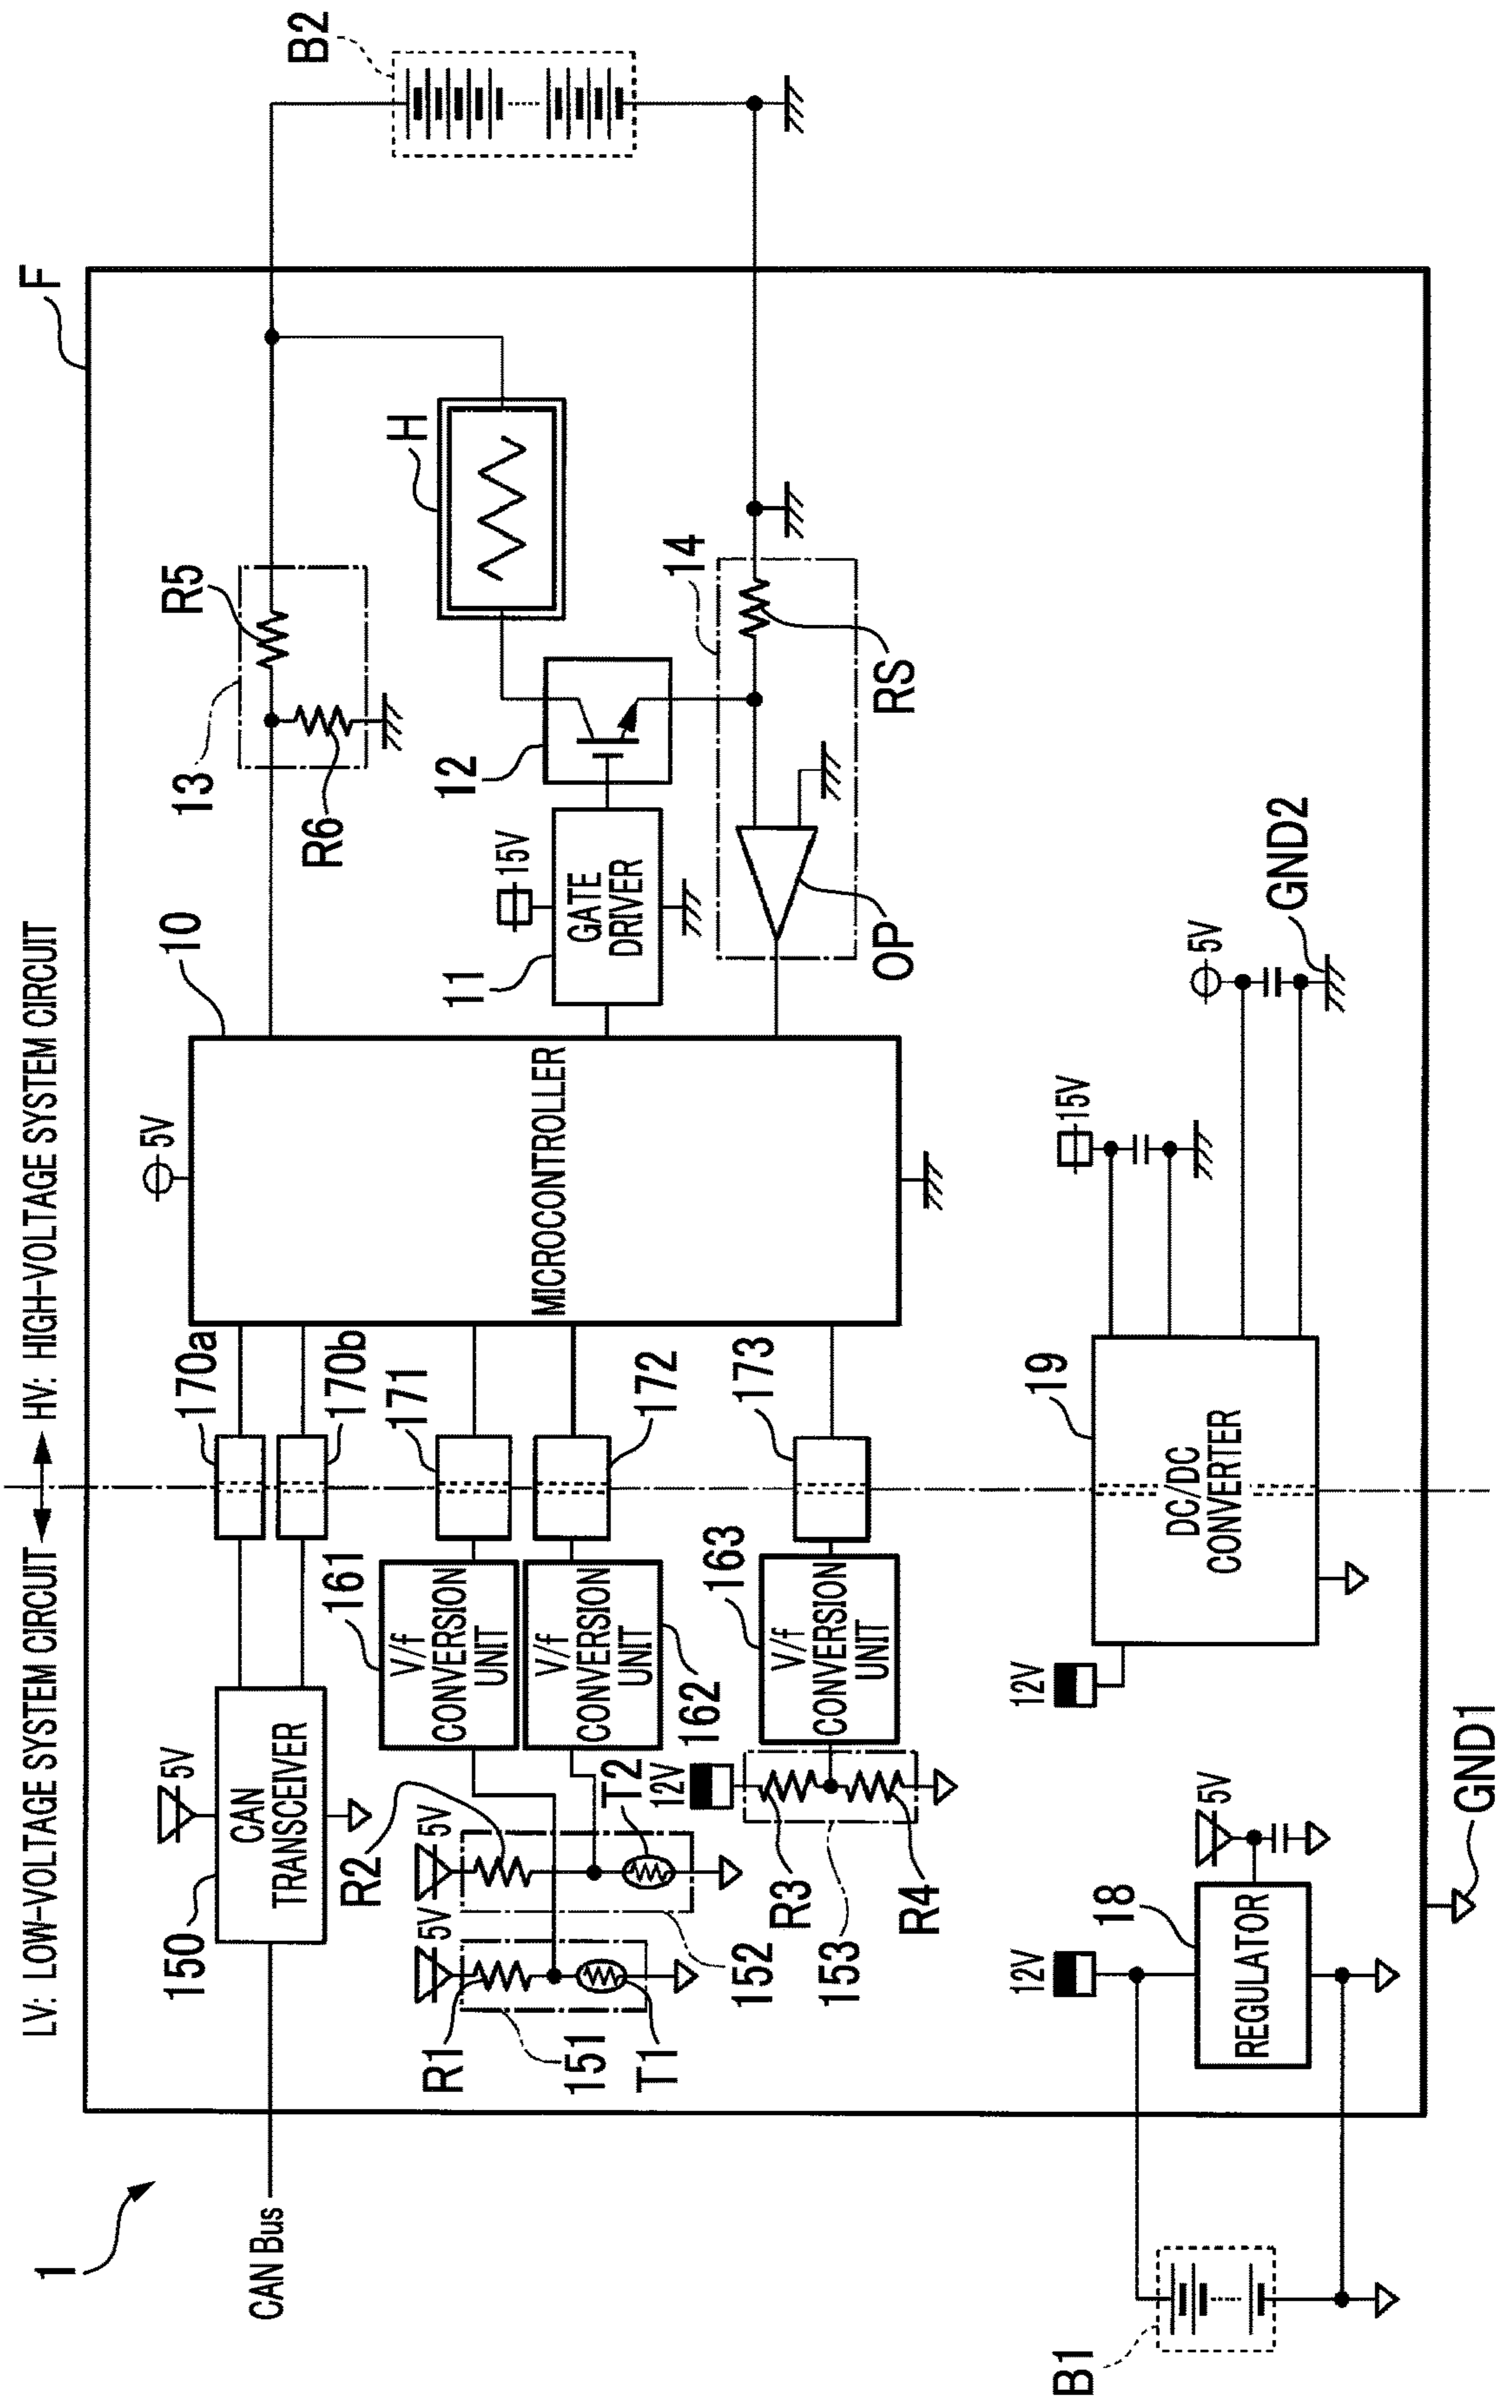 LV: LOW-VOLTAGE SYSTEM CIRCUIT
HV: HIGH-VOLTAGE SYSTEM CIRCUIT
1
F
B2
CAN Bus
150
CAN
TRANSCEIVER
5V
170a
170b
10
5V
MICROCONTROLLER
13
R5
R6
H
12
11
GATE
DRIVER
15V
14
RS
OP
161
V/f
CONVERSION
UNIT
171
162
V/f
CONVERSION
UNIT
172
163
V/f
CONVERSION
UNIT
173
R2
5V
T2
152
R1
5V
T1
151
12V
R3
R4
153
19
DC/DC
CONVERTER
12V
15V
5V
GND2
18
REGULATOR
12V
5V
GND1
B1